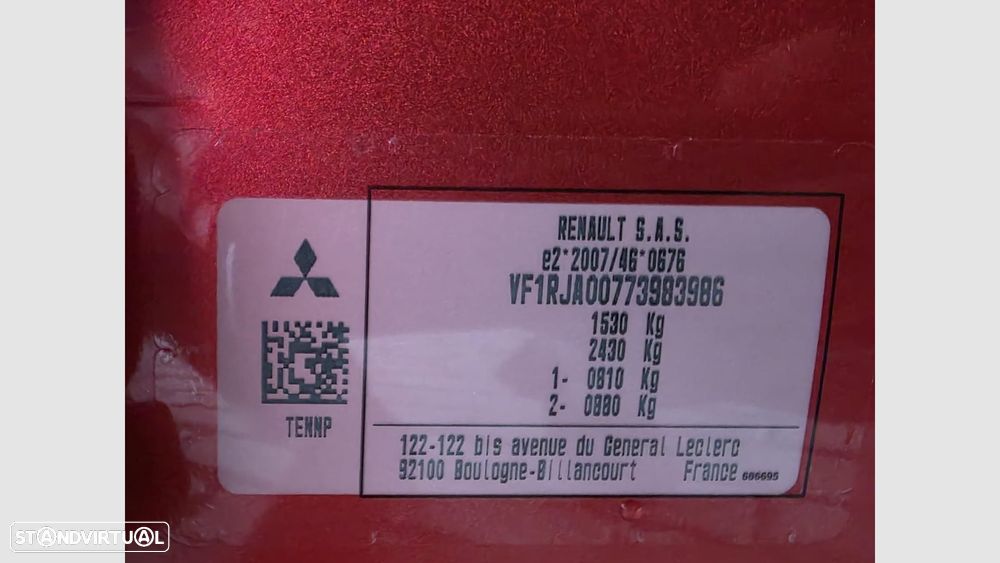 RENAULT S.A.S.
e2*2007/46*0676
VF1RJA00773983986
1530 Kg
2430 Kg
1- 0810 Kg
2- 0880 Kg
TENNP
122-122 bis avenue du General Leclerc
92100 Boulogne-Billancourt France 686695
STANDVIRTUAL